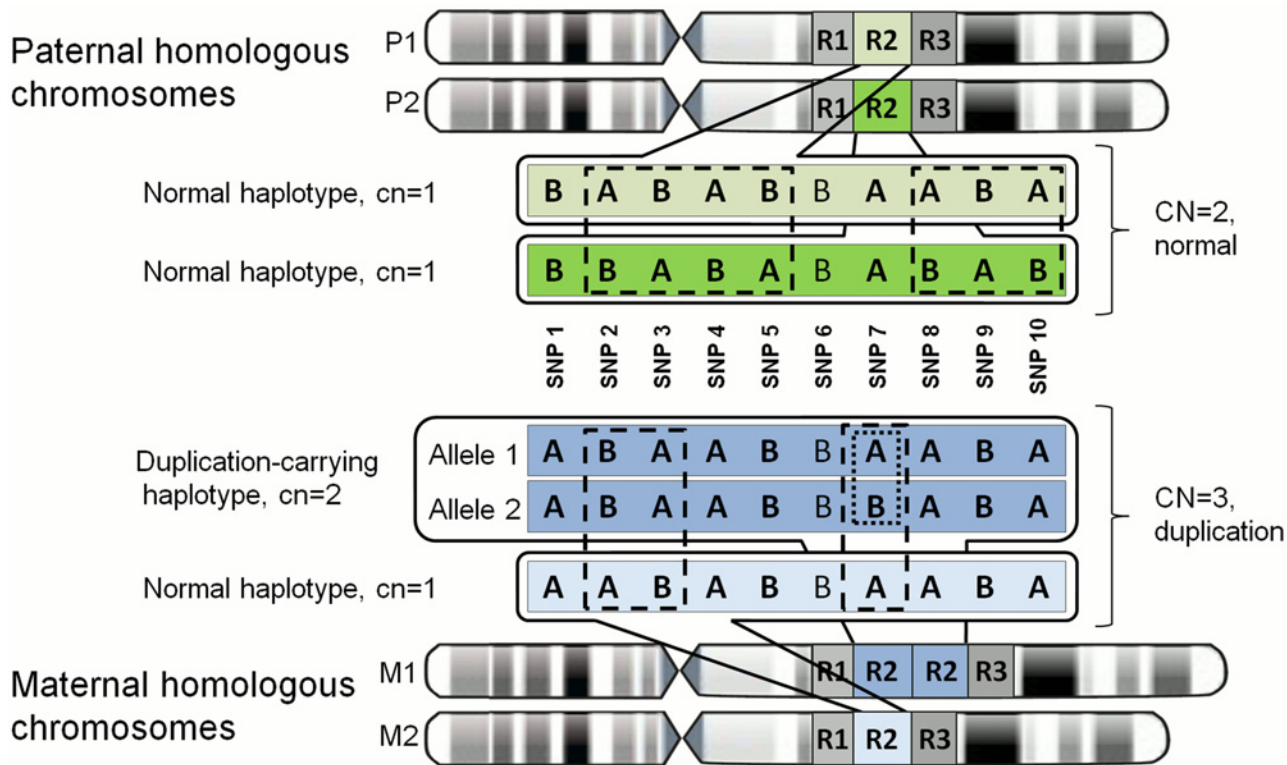 Paternal homologous
chromosomes
P1 R1 R2 R3
P2 R1 R2 R3
Normal haplotype, cn=1 B A B A B B A A B A
Normal haplotype, cn=1 B B A B A B A B A B
CN=2,
normal
SNP 1 SNP 2 SNP 3 SNP 4 SNP 5 SNP 6 SNP 7 SNP 8 SNP 9 SNP 10
Duplication-carrying
haplotype, cn=2
Allele 1 A B A A B B A A B A
Allele 2 A B A A B B B A B A
Normal haplotype, cn=1 A A B A B B A A B A
CN=3,
duplication
Maternal homologous
chromosomes
M1 R1 R2 R2 R3
M2 R1 R2 R3